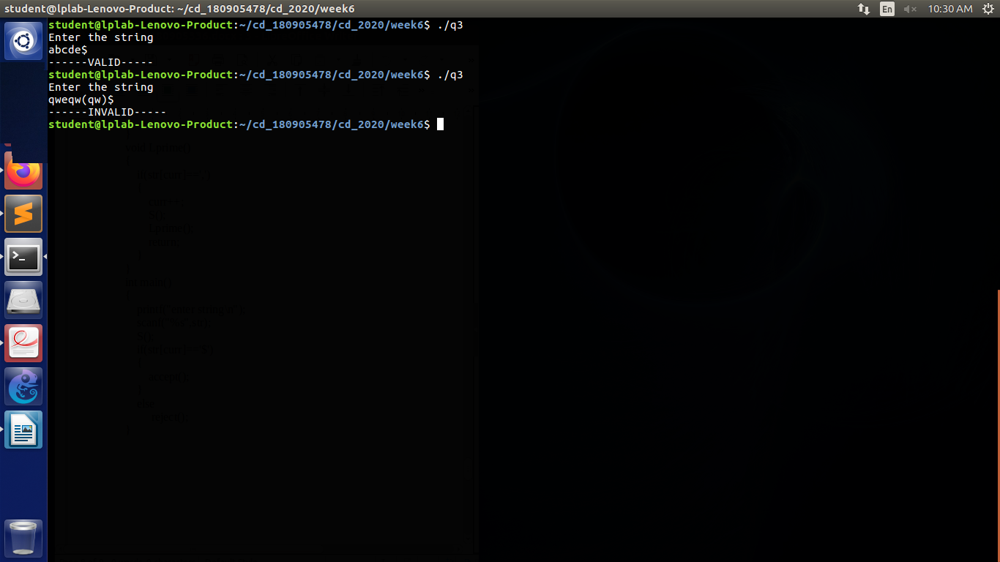 student@lplab-Lenovo-Product: ~/cd_180905478/cd_2020/week6
En
10:30 AM
student@lplab-Lenovo-Product:~/cd_180905478/cd_2020/week6$ ./q3
Enter the string
abcde$
------VALID-----
student@lplab-Lenovo-Product:~/cd_180905478/cd_2020/week6$ ./q3
Enter the string
qweqw(qw)$
------INVALID-----
student@lplab-Lenovo-Product:~/cd_180905478/cd_2020/week6$